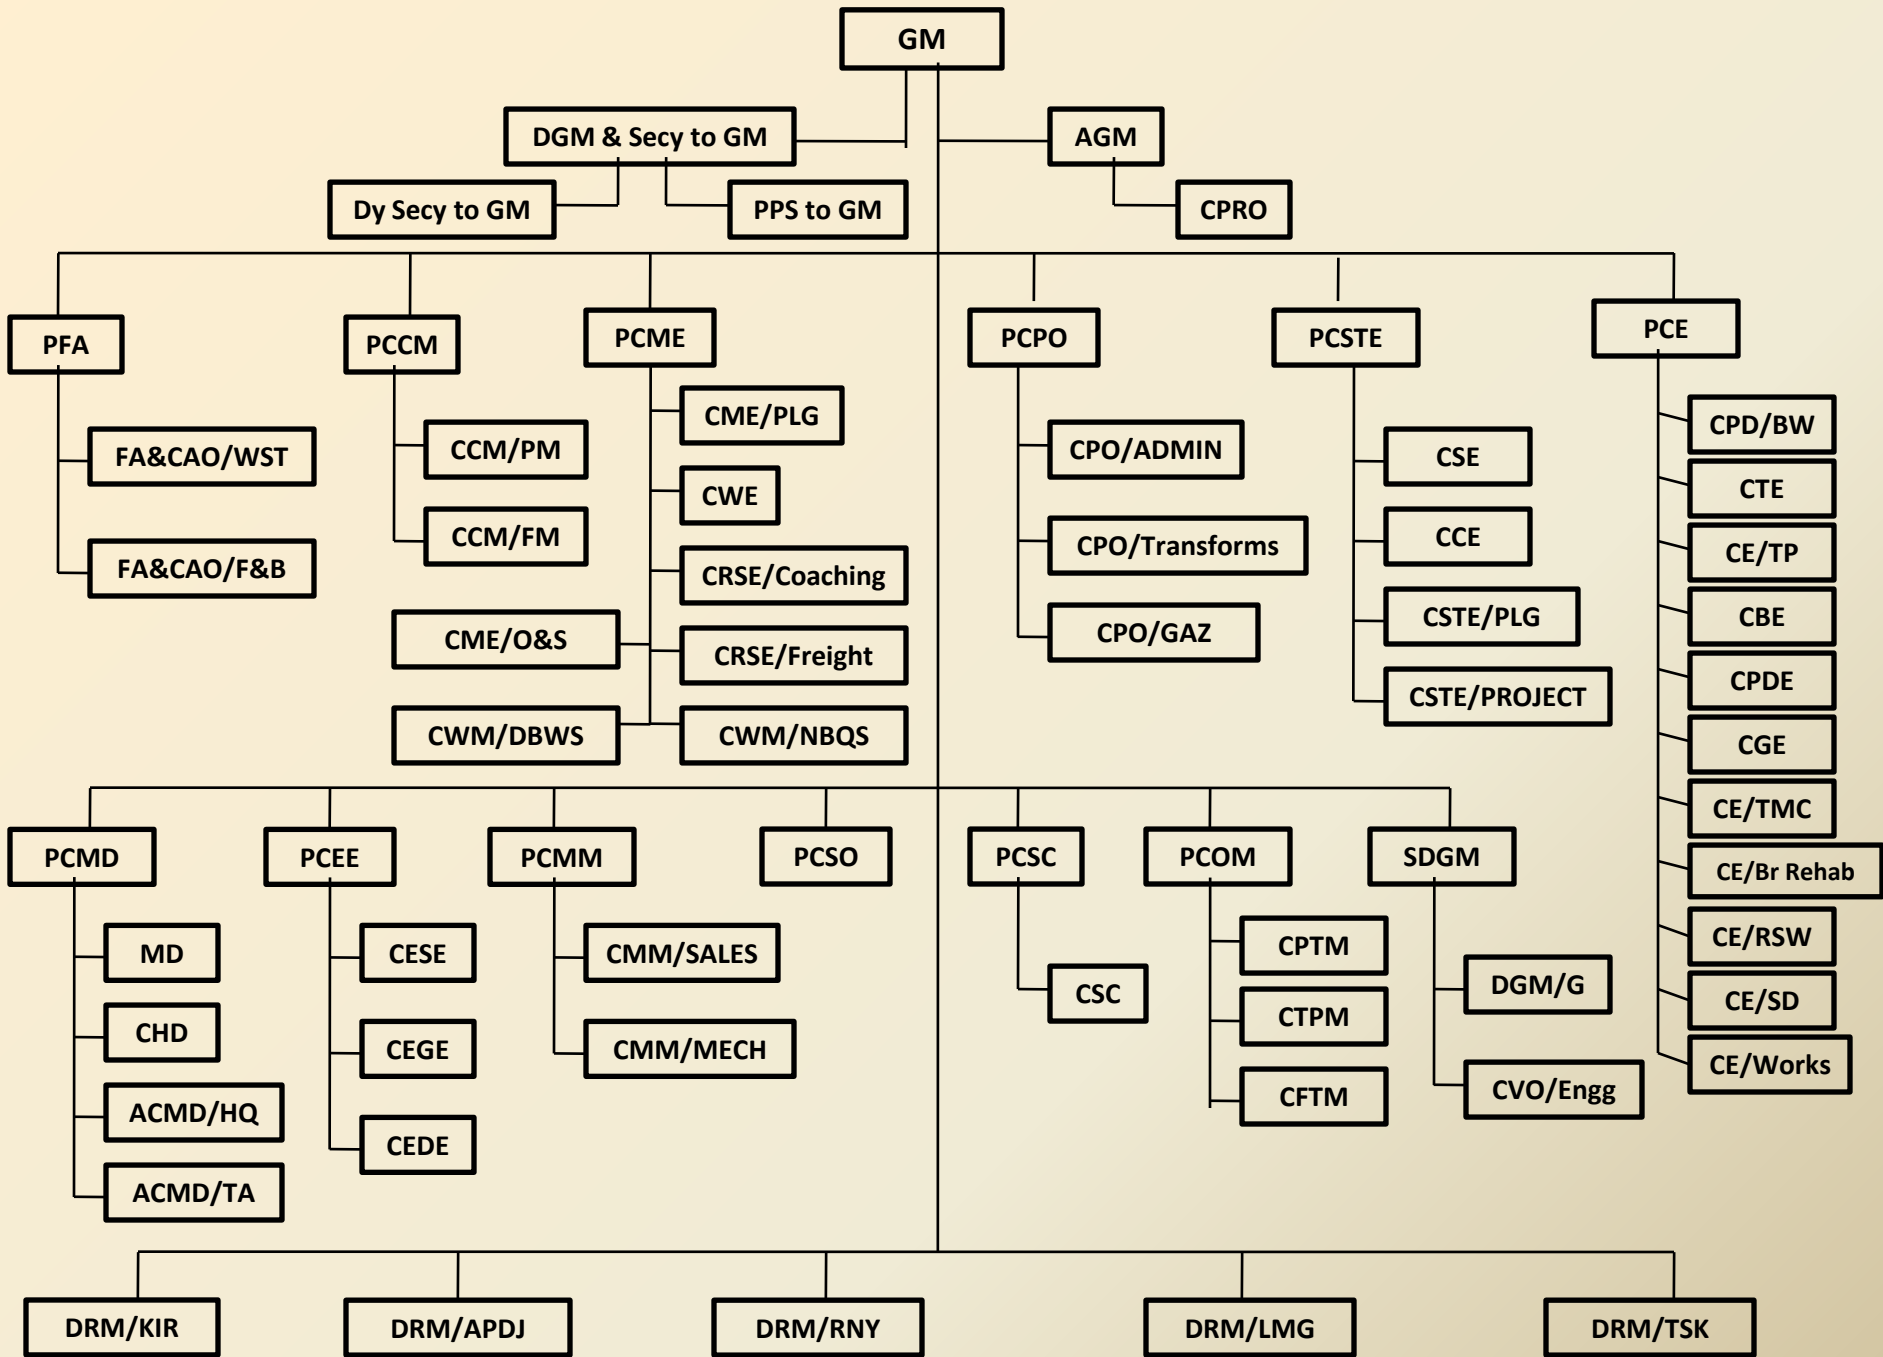 GM
DGM & Secy to GM
AGM
Dy Secy to GM
PPS to GM
CPRO
PFA
PCCM
PCME
PCPO
PCSTE
PCE
FA&CAO/WST
FA&CAO/F&B
CCM/PM
CCM/FM
CME/PLG
CWE
CRSE/Coaching
CME/O&S
CRSE/Freight
CWM/DBWS
CWM/NBQS
CPO/ADMIN
CPO/Transforms
CPO/GAZ
CSE
CCE
CSTE/PLG
CSTE/PROJECT
CPD/BW
CTE
CE/TP
CBE
CPDE
CGE
CE/TMC
CE/Br Rehab
CE/RSW
CE/SD
CE/Works
PCMD
PCEE
PCMM
PCSO
PCSC
PCOM
SDGM
MD
CHD
ACMD/HQ
ACMD/TA
CESE
CEGE
CEDE
CMM/SALES
CMM/MECH
CSC
CPTM
CTPM
CFTM
DGM/G
CVO/Engg
DRM/KIR
DRM/APDJ
DRM/RNY
DRM/LMG
DRM/TSK